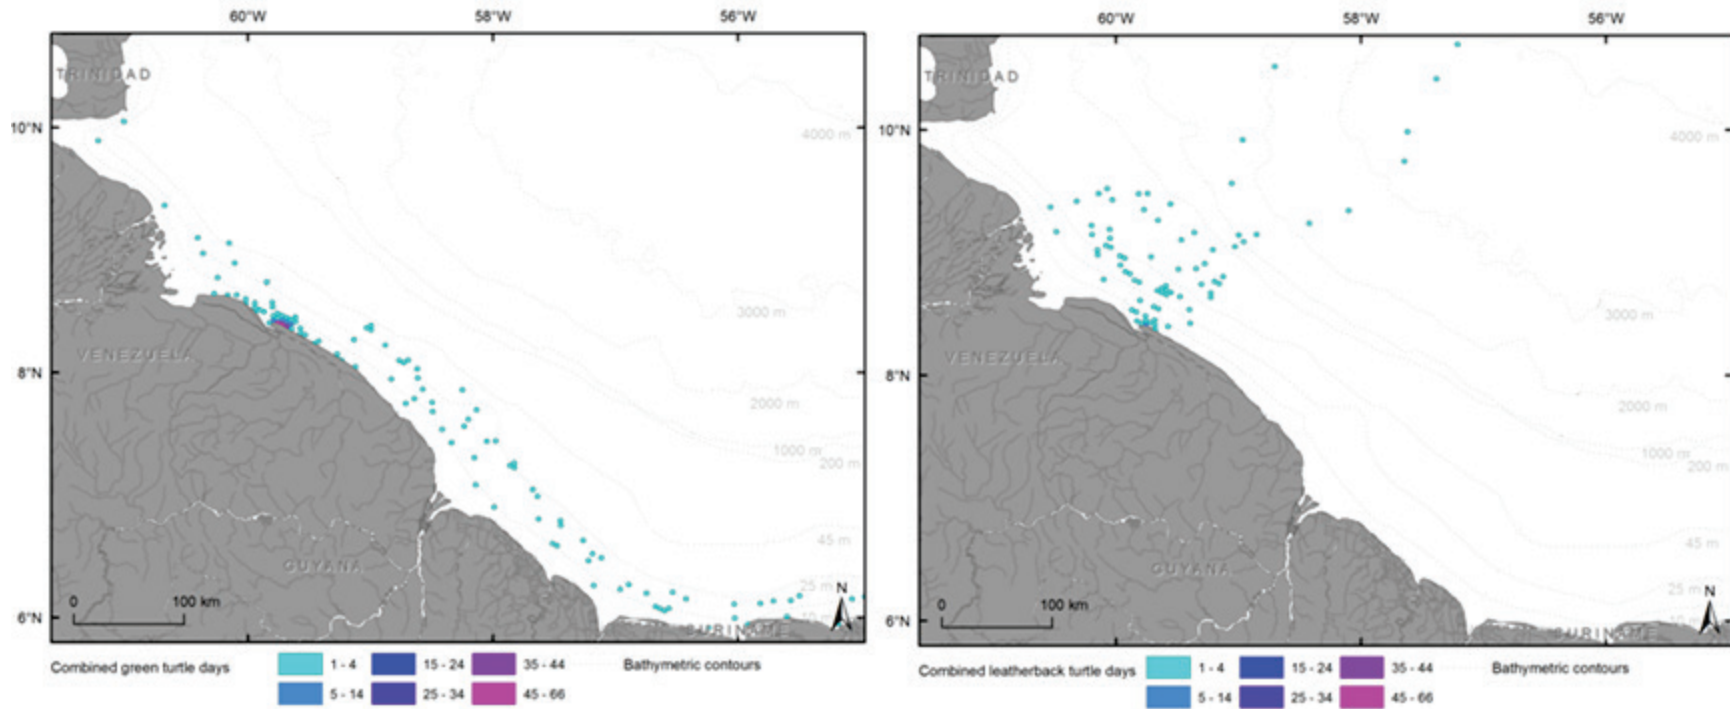 60°W 58°W 56°W
TRINIDAD
10°N
4000 m
3000 m
VENEZUELA
8°N
2000 m
1000 m
200 m
45 m
GUYANA
25 m
N
0 100 km
6°N
SURINAME
Combined green turtle days
1 - 4 15 - 24 35 - 44
5 - 14 25 - 34 45 - 66
Bathymetric contours
60°W 58°W 56°W
TRINIDAD
10°N
4000 m
3000 m
VENEZUELA
8°N
2000 m
1000 m
200 m
45 m
GUYANA
25 m
N
0 100 km
6°N
SURINAME
Combined leatherback turtle days
1 - 4 15 - 24 35 - 44
5 - 14 25 - 34 45 - 66
Bathymetric contours